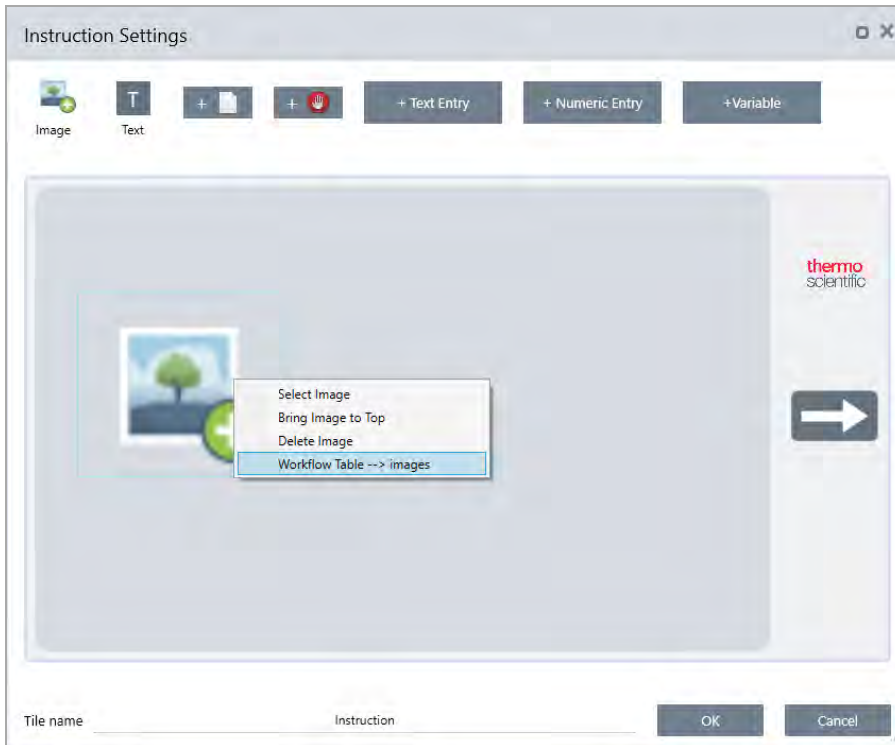 Instruction Settings
Image
T
Text
+
+
+ Text Entry
+ Numeric Entry
+Variable
thermo
scientific
Select Image
Bring Image to Top
Delete Image
Workflow Table --> images
Tile name
Instruction
OK
Cancel